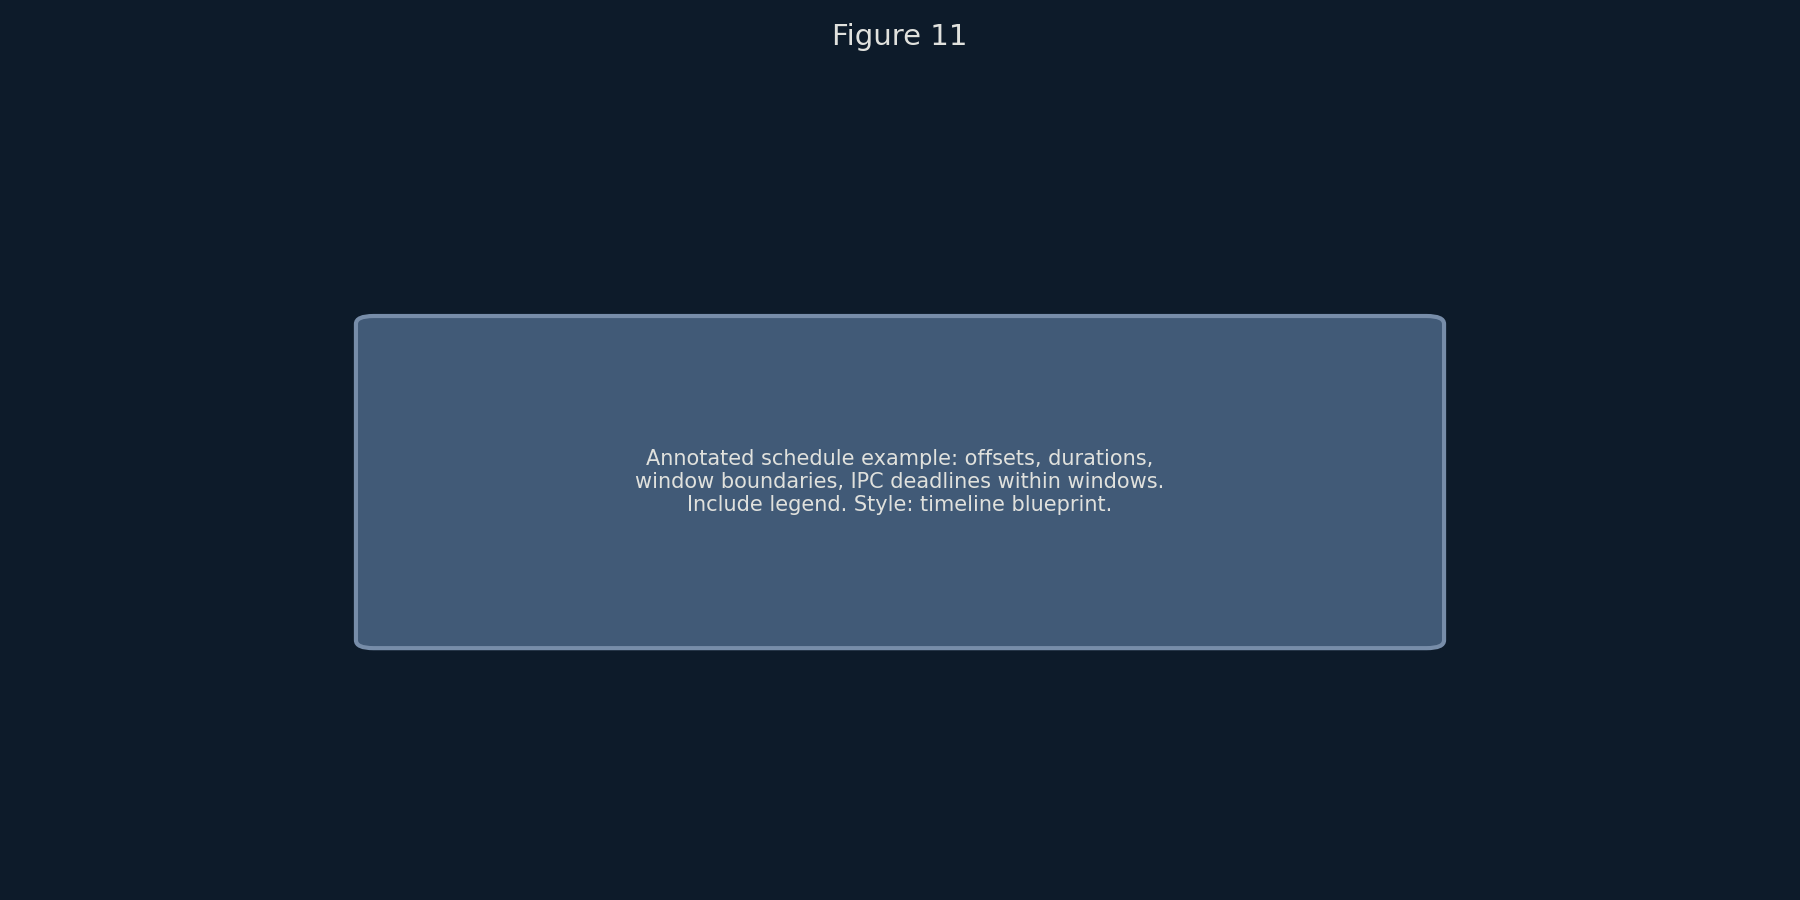 Figure 11
Annotated schedule example: offsets, durations,
window boundaries, IPC deadlines within windows.
Include legend. Style: timeline blueprint.